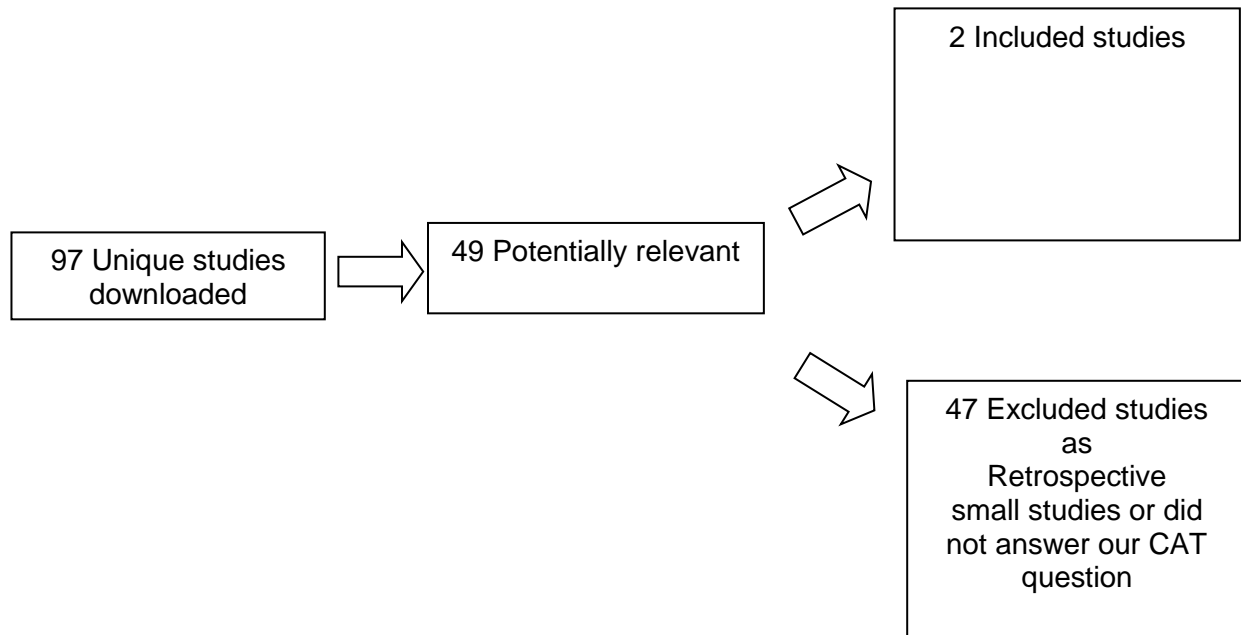 97 Unique studies
downloaded
49 Potentially relevant
2 Included studies
47 Excluded studies
as
Retrospective
small studies or did
not answer our CAT
question